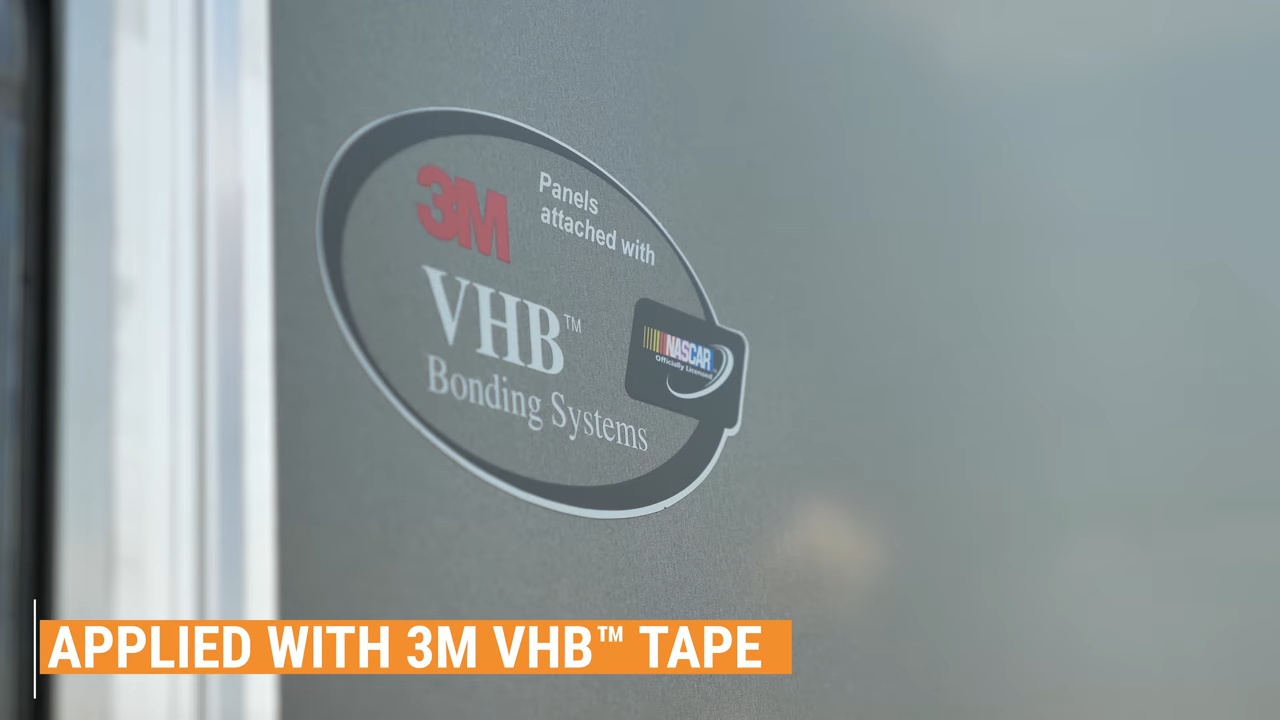 3M
Panels
attached with
VHB™
Bonding Systems
NASCAR
Officially Licensed
APPLIED WITH 3M VHB™ TAPE